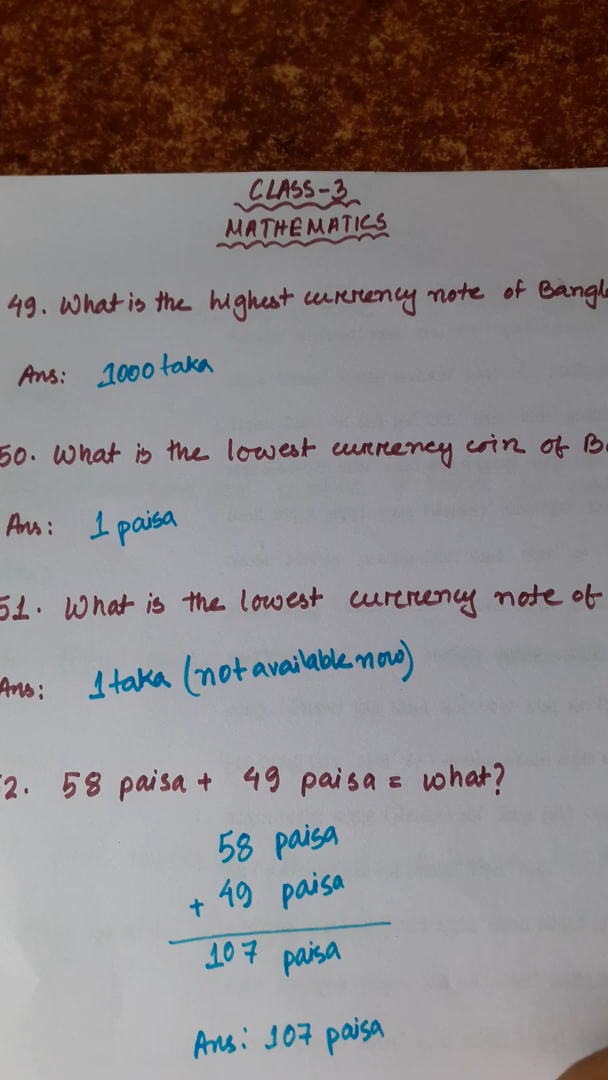 CLASS-3
MATHEMATICS
49. What is the highest currency note of
Ans: 1000 taka
50. What is the lowest currency coin of
Ans: 1 paisa
51. What is the lowest currency note of
Ans: 1 taka (not available now)
2. 58 paisa + 49 paisa = what?
58 paisa
+ 49 paisa
107 paisa
Ans: 107 paisa